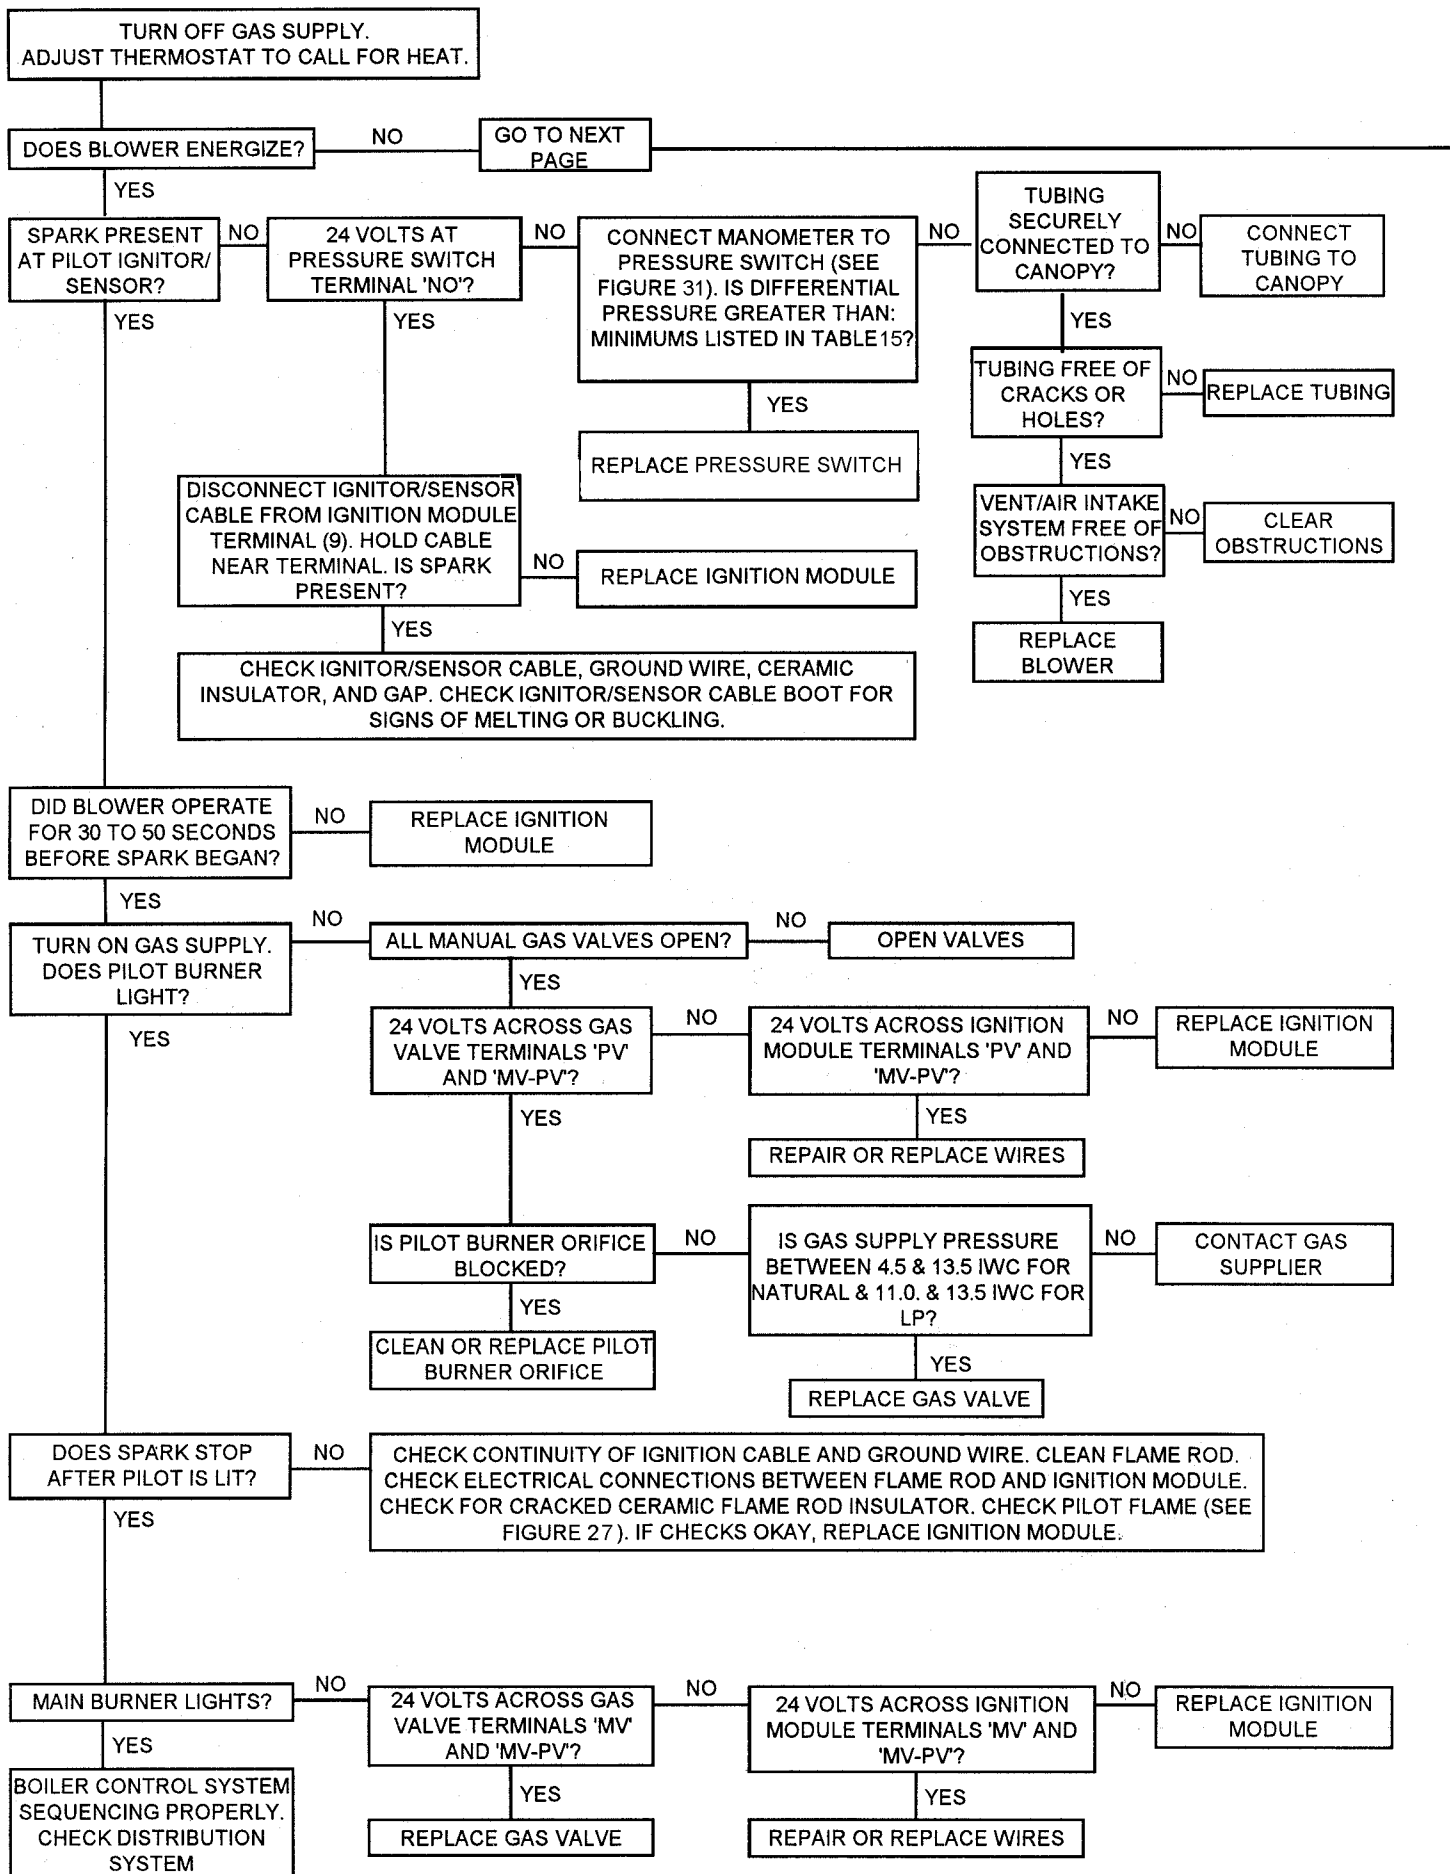 TURN OFF GAS SUPPLY.
ADJUST THERMOSTAT TO CALL FOR HEAT.
DOES BLOWER ENERGIZE?
NO
GO TO NEXT
PAGE
YES
SPARK PRESENT
AT PILOT IGNITOR/
SENSOR?
NO
24 VOLTS AT
PRESSURE SWITCH
TERMINAL 'NO'?
NO
CONNECT MANOMETER TO
PRESSURE SWITCH (SEE
FIGURE 31). IS DIFFERENTIAL
PRESSURE GREATER THAN:
MINIMUMS LISTED IN TABLE15?
NO
TUBING
SECURELY
CONNECTED TO
CANOPY?
NO
CONNECT
TUBING TO
CANOPY
YES
YES
YES
YES
TUBING FREE OF
CRACKS OR
HOLES?
NO
REPLACE TUBING
REPLACE PRESSURE SWITCH
YES
DISCONNECT IGNITOR/SENSOR
CABLE FROM IGNITION MODULE
TERMINAL (9). HOLD CABLE
NEAR TERMINAL. IS SPARK
PRESENT?
NO
REPLACE IGNITION MODULE
VENT/AIR INTAKE
SYSTEM FREE OF
OBSTRUCTIONS?
NO
CLEAR
OBSTRUCTIONS
YES
YES
REPLACE
BLOWER
CHECK IGNITOR/SENSOR CABLE, GROUND WIRE, CERAMIC
INSULATOR, AND GAP. CHECK IGNITOR/SENSOR CABLE BOOT FOR
SIGNS OF MELTING OR BUCKLING.
DID BLOWER OPERATE
FOR 30 TO 50 SECONDS
BEFORE SPARK BEGAN?
NO
REPLACE IGNITION
MODULE
YES
TURN ON GAS SUPPLY.
DOES PILOT BURNER
LIGHT?
NO
ALL MANUAL GAS VALVES OPEN?
NO
OPEN VALVES
YES
YES
24 VOLTS ACROSS GAS
VALVE TERMINALS 'PV'
AND 'MV-PV'?
NO
24 VOLTS ACROSS IGNITION
MODULE TERMINALS 'PV' AND
'MV-PV'?
NO
REPLACE IGNITION
MODULE
YES
YES
REPAIR OR REPLACE WIRES
IS PILOT BURNER ORIFICE
BLOCKED?
NO
IS GAS SUPPLY PRESSURE
BETWEEN 4.5 & 13.5 IWC FOR
NATURAL & 11.0. & 13.5 IWC FOR
LP?
NO
CONTACT GAS
SUPPLIER
YES
CLEAN OR REPLACE PILOT
BURNER ORIFICE
YES
REPLACE GAS VALVE
DOES SPARK STOP
AFTER PILOT IS LIT?
NO
CHECK CONTINUITY OF IGNITION CABLE AND GROUND WIRE. CLEAN FLAME ROD.
CHECK ELECTRICAL CONNECTIONS BETWEEN FLAME ROD AND IGNITION MODULE.
CHECK FOR CRACKED CERAMIC FLAME ROD INSULATOR. CHECK PILOT FLAME (SEE
FIGURE 27). IF CHECKS OKAY, REPLACE IGNITION MODULE.
YES
MAIN BURNER LIGHTS?
NO
24 VOLTS ACROSS GAS
VALVE TERMINALS 'MV'
AND 'MV-PV'?
NO
24 VOLTS ACROSS IGNITION
MODULE TERMINALS 'MV' AND
'MV-PV'?
NO
REPLACE IGNITION
MODULE
YES
BOILER CONTROL SYSTEM
SEQUENCING PROPERLY.
CHECK DISTRIBUTION
SYSTEM
YES
REPLACE GAS VALVE
YES
REPAIR OR REPLACE WIRES